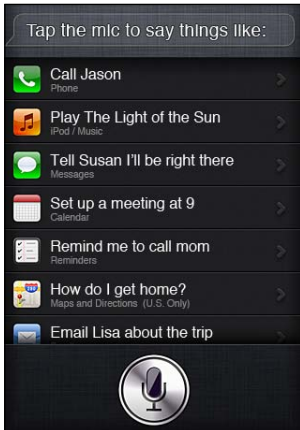 Tap the mic to say things like:
Call Jason
Phone
Play The Light of the Sun
iPod / Music
Tell Susan I'll be right there
Messages
Set up a meeting at 9
Calendar
Remind me to call mom
Reminders
How do I get home?
Maps and Directions (U.S. Only)
Email Lisa about the trip